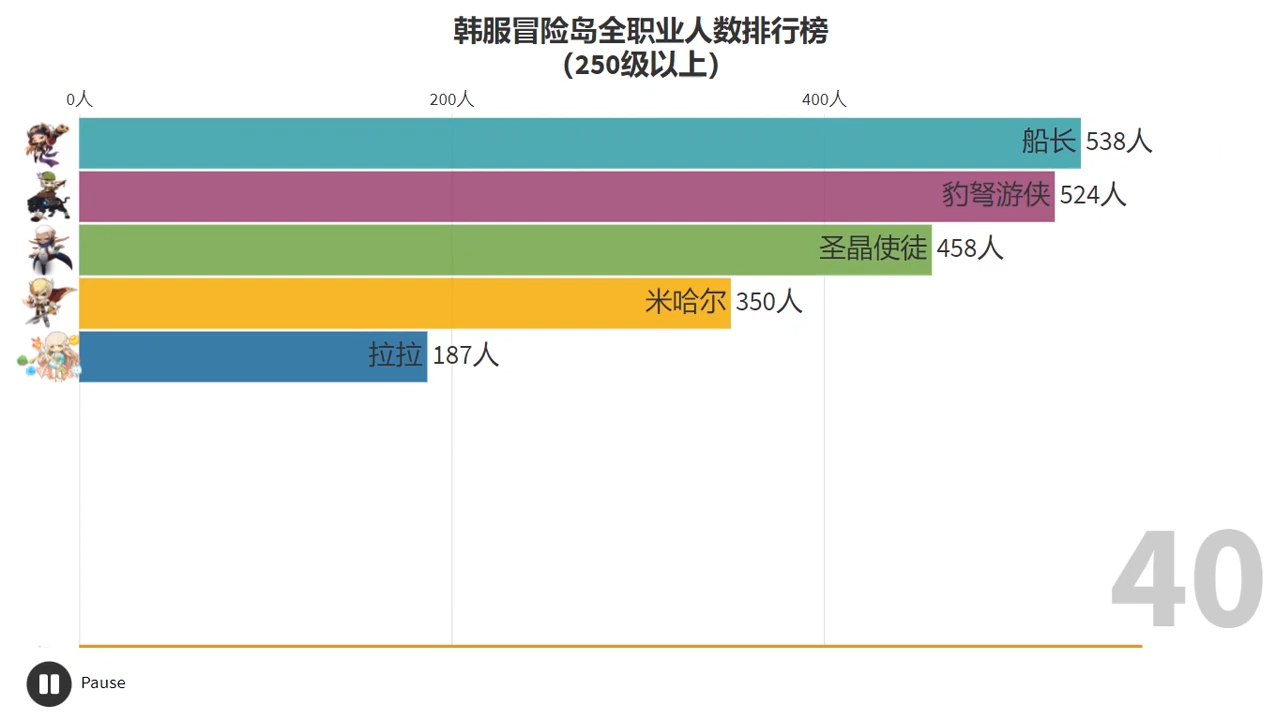 韩服冒险岛全职业人数排行榜
(250级以上)
0人 200人 400人
船长 538人
豹弩游侠 524人
圣晶使徒 458人
米哈尔 350人
拉拉 187人
40
Pause